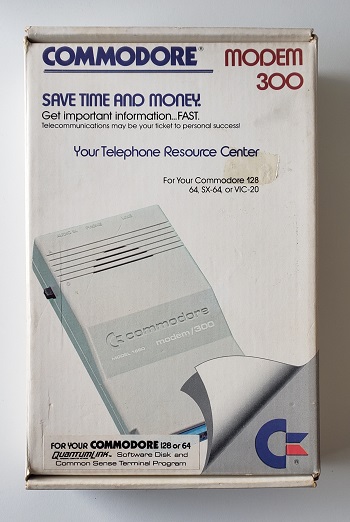 COMMODORE® MODEM
300
SAVE TIME AND MONEY.
Get important information...FAST.
Telecommunications may be your ticket to personal success!
Your Telephone Resource Center
For Your Commodore 128
64, SX-64, or VIC-20
commodore
modem/300
FOR YOUR COMMODORE 128 or 64
QuantumLink™ Software Disk and
Common Sense Terminal Program